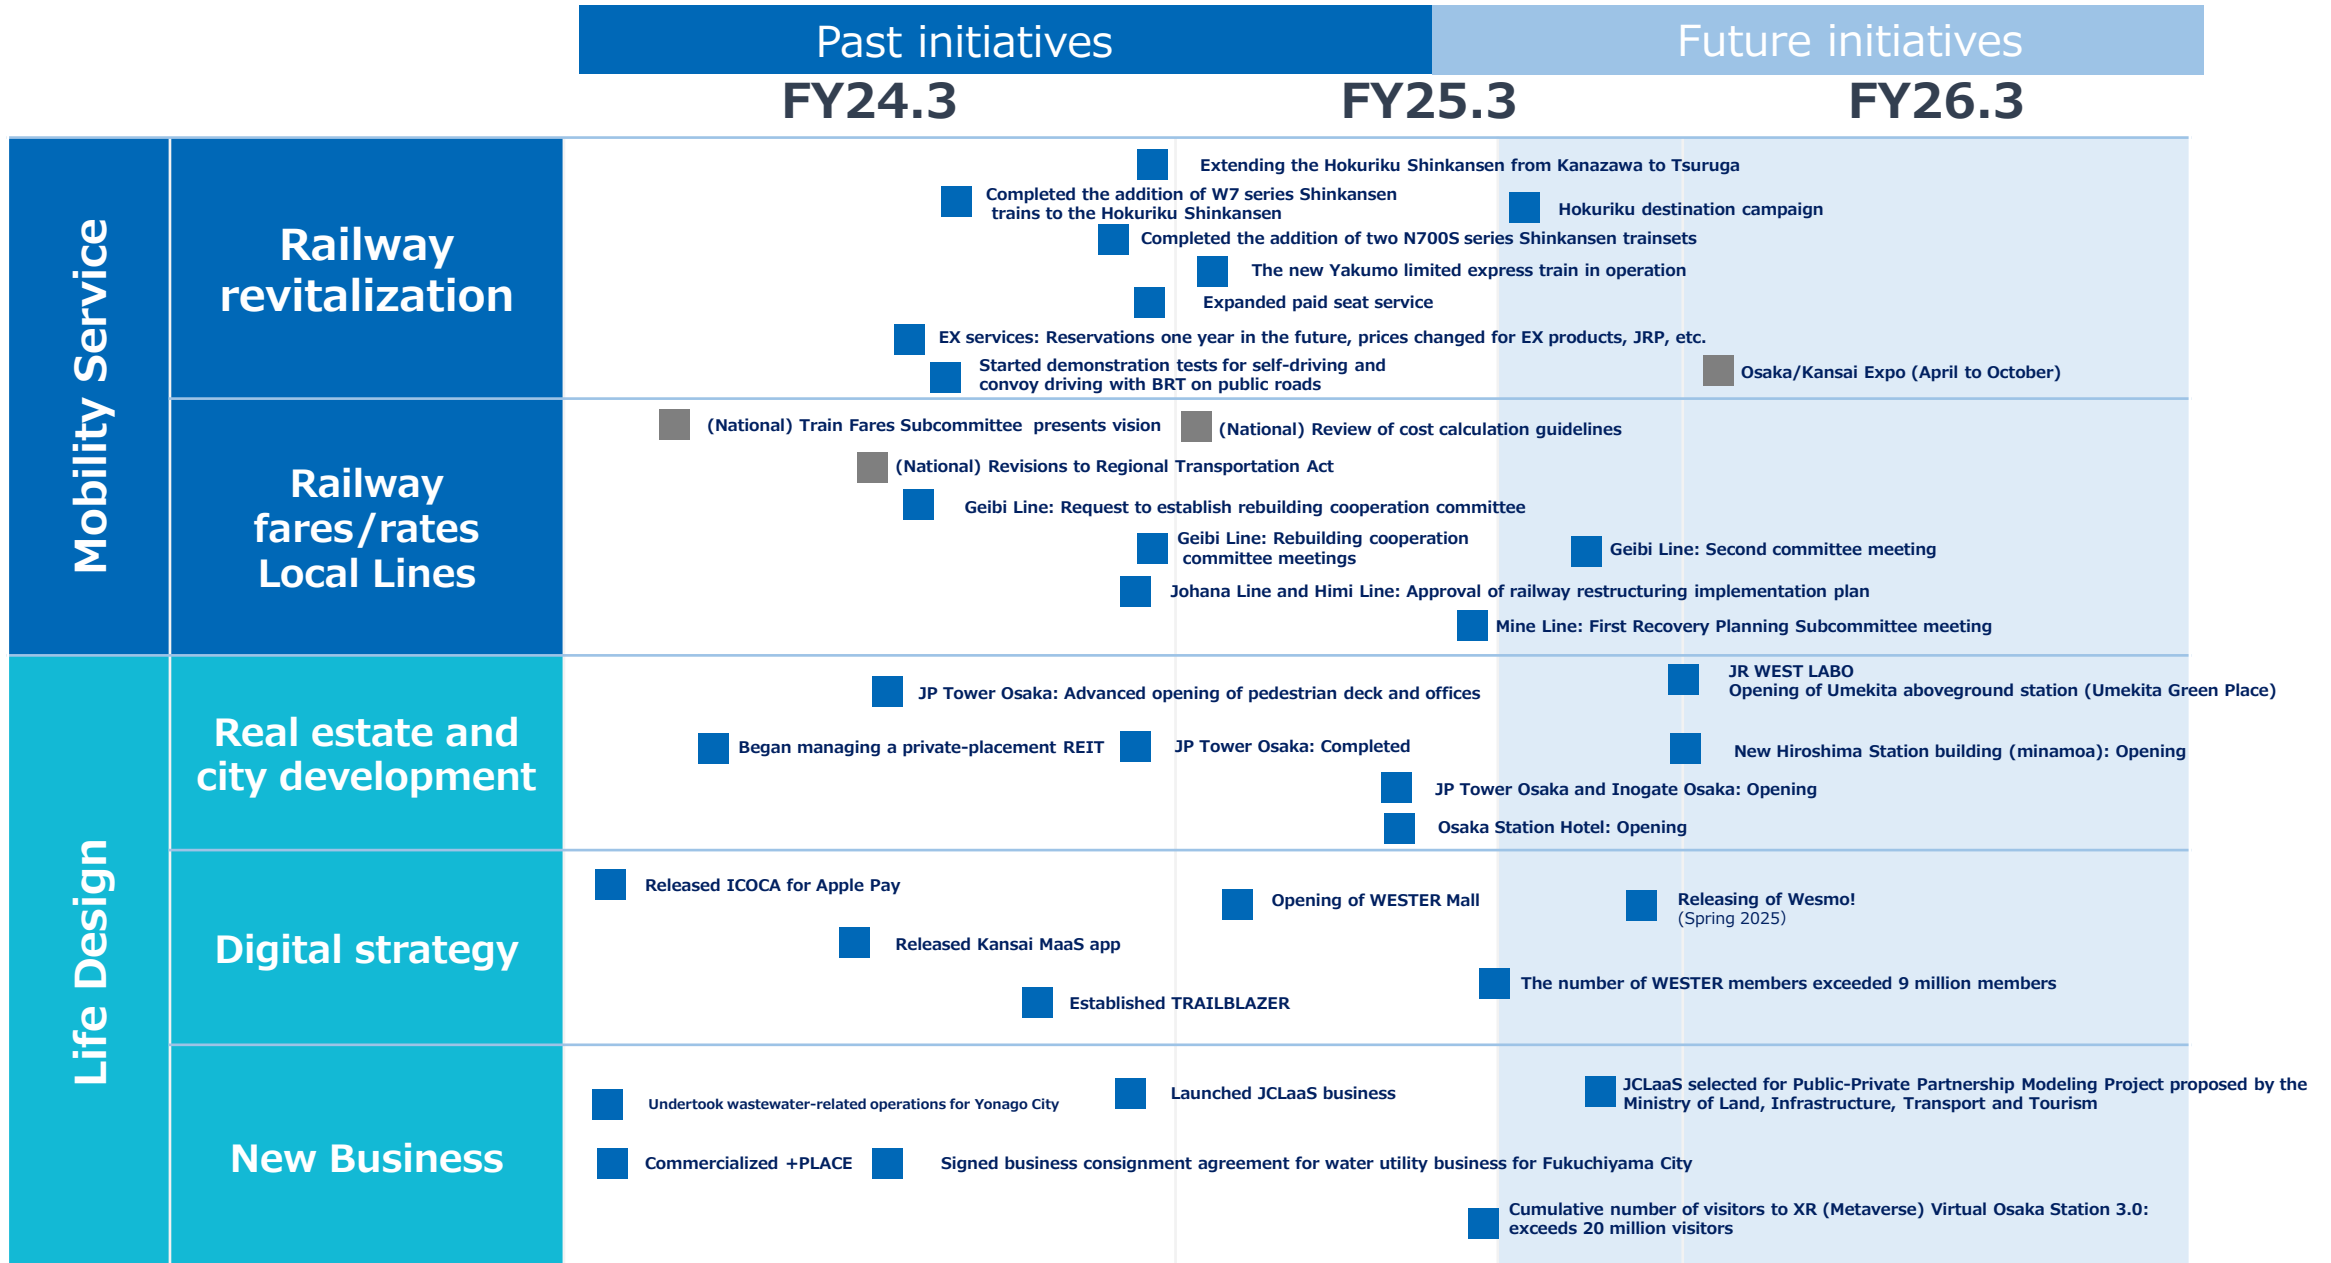 Past initiatives
Future initiatives
FY24.3
FY25.3
FY26.3
Mobility Service
Railway
revitalization
Extending the Hokuriku Shinkansen from Kanazawa to Tsuruga
Completed the addition of W7 series Shinkansen
trains to the Hokuriku Shinkansen
Hokuriku destination campaign
Completed the addition of two N700S series Shinkansen trainsets
The new Yakumo limited express train in operation
Expanded paid seat service
EX services: Reservations one year in the future, prices changed for EX products, JRP, etc.
Started demonstration tests for self-driving and
convoy driving with BRT on public roads
Osaka/Kansai Expo (April to October)
Railway
fares/rates
Local Lines
(National) Train Fares Subcommittee presents vision
(National) Review of cost calculation guidelines
(National) Revisions to Regional Transportation Act
Geibi Line: Request to establish rebuilding cooperation committee
Geibi Line: Rebuilding cooperation
committee meetings
Geibi Line: Second committee meeting
Johana Line and Himi Line: Approval of railway restructuring implementation plan
Mine Line: First Recovery Planning Subcommittee meeting
Life Design
Real estate and
city development
JR WEST LABO
Opening of Umekita aboveground station (Umekita Green Place)
JP Tower Osaka: Advanced opening of pedestrian deck and offices
Began managing a private-placement REIT
JP Tower Osaka: Completed
New Hiroshima Station building (minamoa): Opening
JP Tower Osaka and Inogate Osaka: Opening
Osaka Station Hotel: Opening
Digital strategy
Released ICOCA for Apple Pay
Opening of WESTER Mall
Releasing of Wesmo!
(Spring 2025)
Released Kansai MaaS app
The number of WESTER members exceeded 9 million members
Established TRAILBLAZER
New Business
Undertook wastewater-related operations for Yonago City
Launched JCLaaS business
JCLaaS selected for Public-Private Partnership Modeling Project proposed by the
Ministry of Land, Infrastructure, Transport and Tourism
Commercialized +PLACE
Signed business consignment agreement for water utility business for Fukuchiyama City
Cumulative number of visitors to XR (Metaverse) Virtual Osaka Station 3.0:
exceeds 20 million visitors